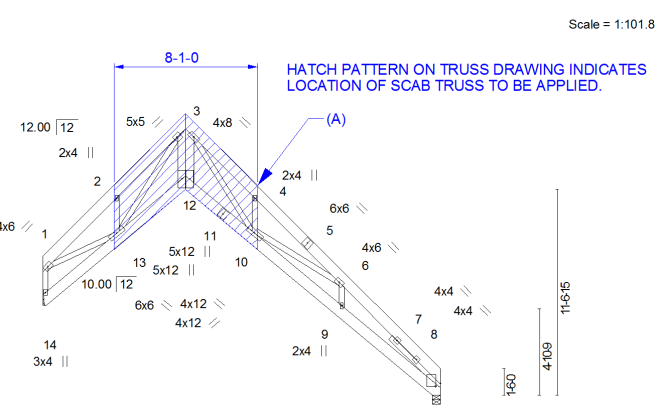 Scale = 1:101.8
8-1-0
HATCH PATTERN ON TRUSS DRAWING INDICATES
LOCATION OF SCAB TRUSS TO BE APPLIED.
3
5x5
4x8
(A)
12.00 12
2x4
2x4
2
4
12
6x6
4x6
1
5
11
4x6
13
10
6
5x12
5x12
10.00 12
4x4
4x4
6x6
4x12
4x12
7
8
9
14
2x4
3x4
11-6-15
4-10-9
1-6-0